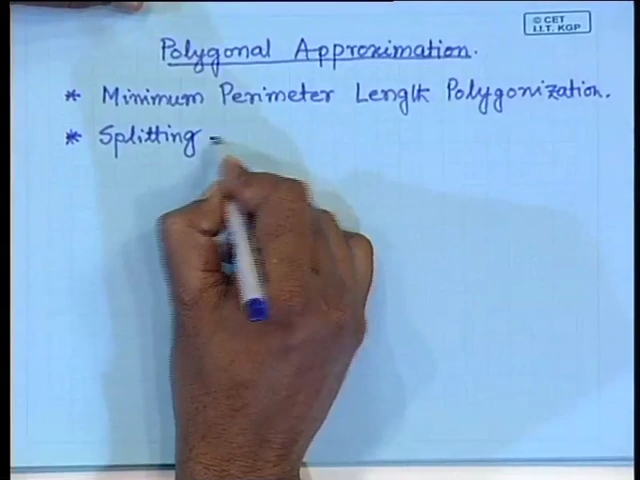 © CET
I.I.T. KGP
Polygonal Approximation.
* Minimum Perimeter Length Polygonization.
* Splitting -